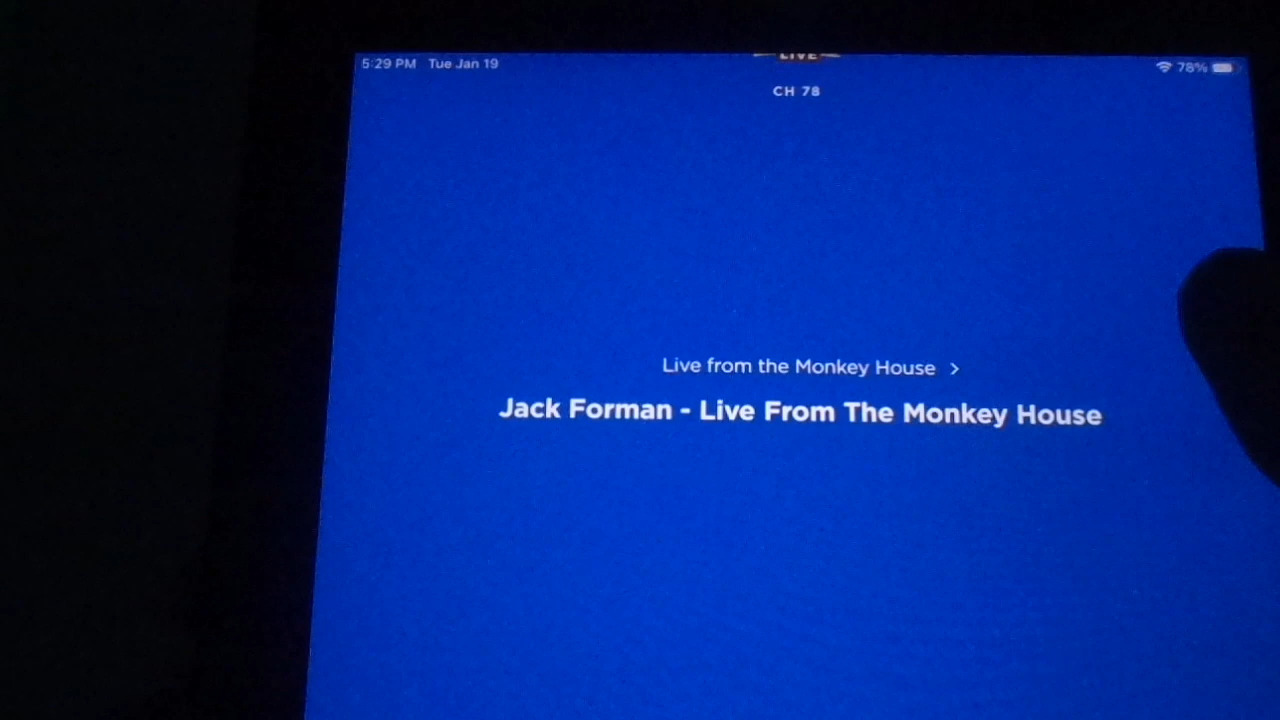 5:29 PM Tue Jan 19
LIVE
78%
CH 78
Live from the Monkey House >
Jack Forman - Live From The Monkey House